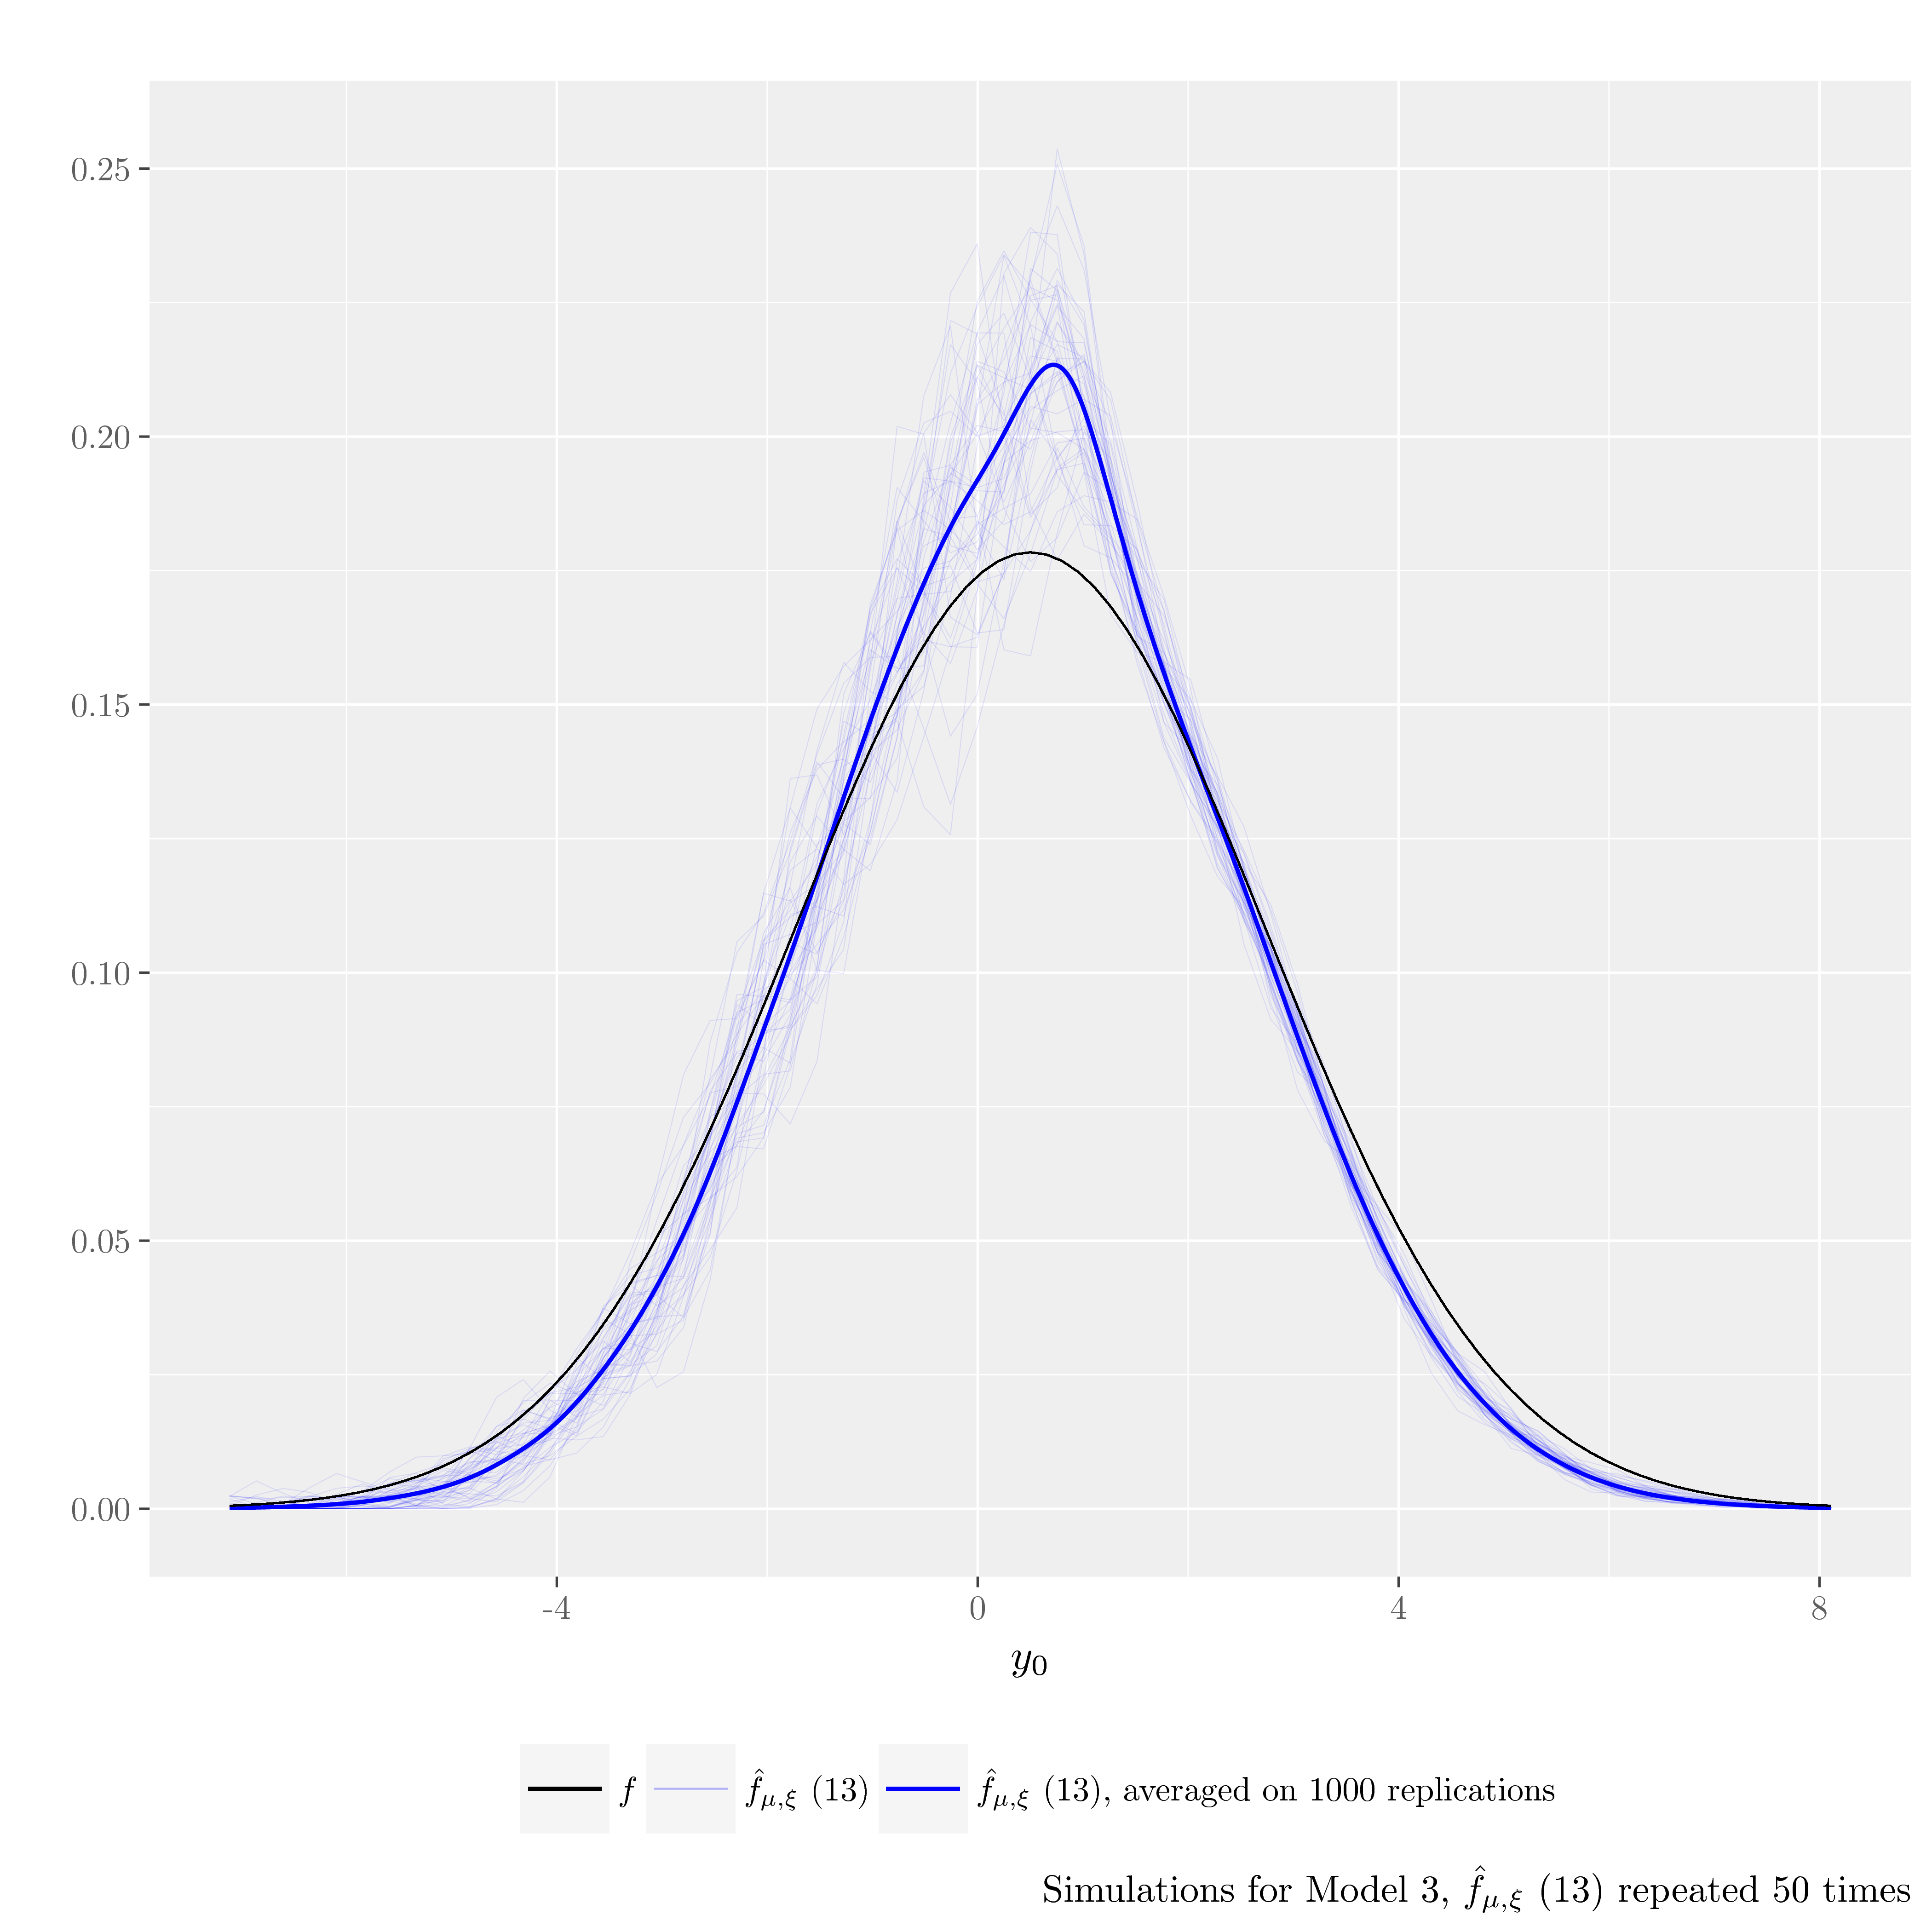 0.25
0.20
0.15
0.10
0.05
0.00
-4 0 4 8
y₀
f f̂μ,ξ (13) f̂μ,ξ (13), averaged on 1000 replications
Simulations for Model 3, f̂μ,ξ (13) repeated 50 times